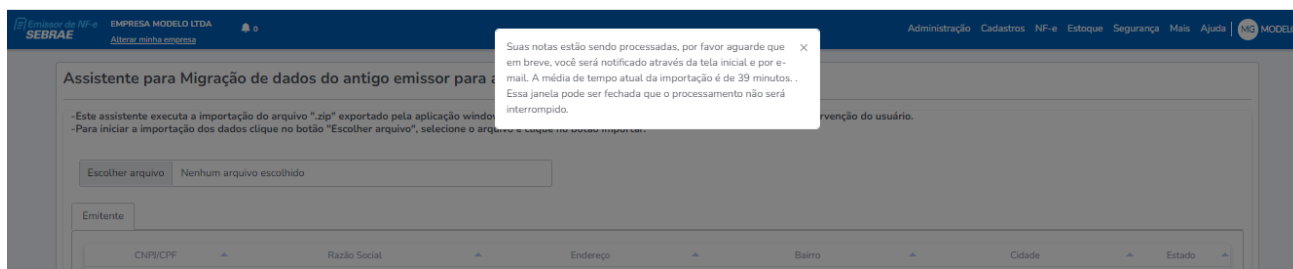 Emissor de NF-e
SEBRAE
EMPRESA MODELO LTDA
Alterar minha empresa
0
Administração Cadastros NF-e Estoque Segurança Mais Ajuda MG MODELO
Suas notas estão sendo processadas, por favor aguarde que
em breve, você será notificado através da tela inicial e por e-
mail. A média de tempo atual da importação é de 39 minutos. .
Essa janela pode ser fechada que o processamento não será
interrompido.
×
Assistente para Migração de dados do antigo emissor para
-Este assistente executa a importação do arquivo ".zip" exportado pela aplicação window rvenção do usuário.
-Para iniciar a importação dos dados clique no botão "Escolher arquivo", selecione o arquivo e clique no botão importar.
Escolher arquivo Nenhum arquivo escolhido
Emitente
CNPJ/CPF Razão Social Endereço Bairro Cidade Estado